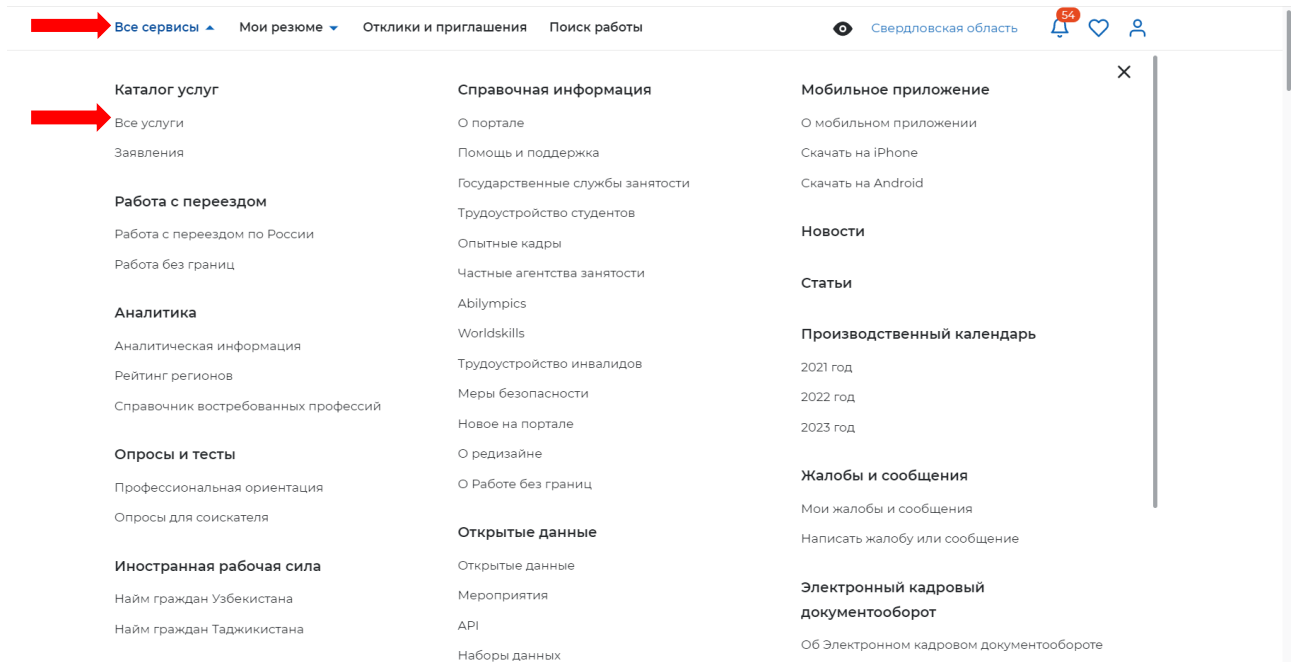 Все сервисы Мои резюме Отклики и приглашения Поиск работы Свердловская область 54
Каталог услуг
Все услуги
Заявления
Работа с переездом
Работа с переездом по России
Работа без границ
Аналитика
Аналитическая информация
Рейтинг регионов
Справочник востребованных профессий
Опросы и тесты
Профессиональная ориентация
Опросы для соискателя
Иностранная рабочая сила
Найм граждан Узбекистана
Найм граждан Таджикистана
Справочная информация
О портале
Помощь и поддержка
Государственные службы занятости
Трудоустройство студентов
Опытные кадры
Частные агентства занятости
Abilympics
Worldskills
Трудоустройство инвалидов
Меры безопасности
Новое на портале
О редизайне
О Работе без границ
Открытые данные
Открытые данные
Мероприятия
API
Наборы данных
Мобильное приложение
О мобильном приложении
Скачать на iPhone
Скачать на Android
Новости
Статьи
Производственный календарь
2021 год
2022 год
2023 год
Жалобы и сообщения
Мои жалобы и сообщения
Написать жалобу или сообщение
Электронный кадровый
документооборот
Об Электронном кадровом документообороте